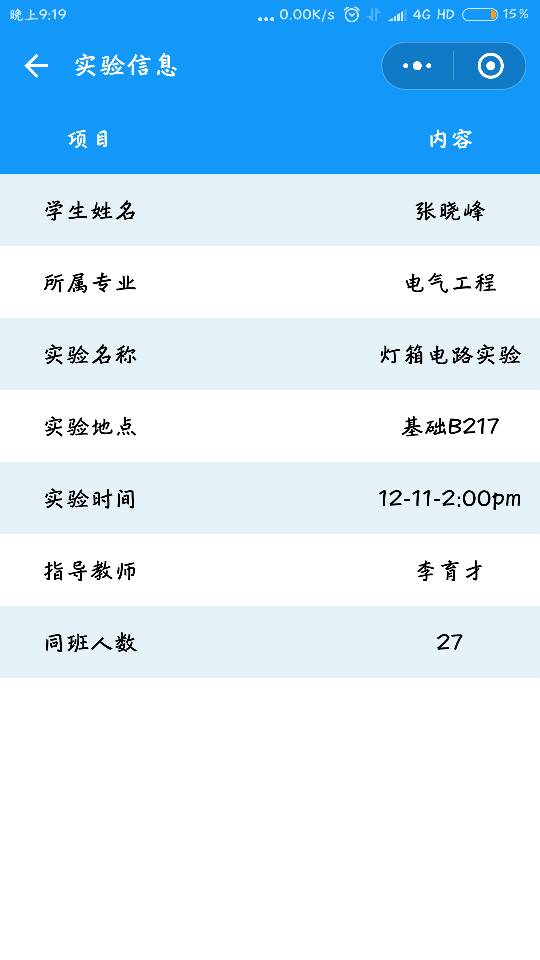 晚上9:19 ...0.00K/s 4G HD 15%
实验信息
项目 内容
学生姓名 张晓峰
所属专业 电气工程
实验名称 灯箱电路实验
实验地点 基础B217
实验时间 12-11-2:00pm
指导教师 李育才
同班人数 27